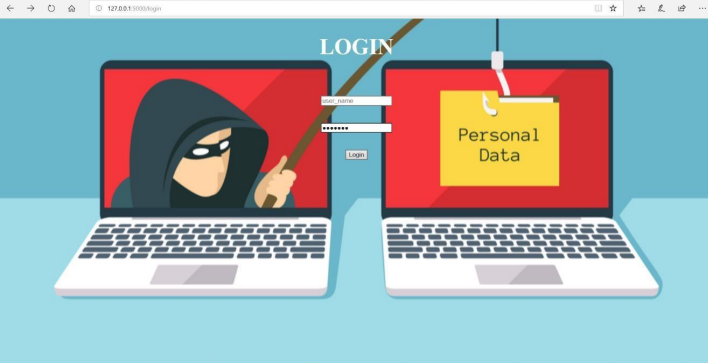 127.0.0.1:5000/login
LOGIN
user_name
•••••••
Login
Personal
Data